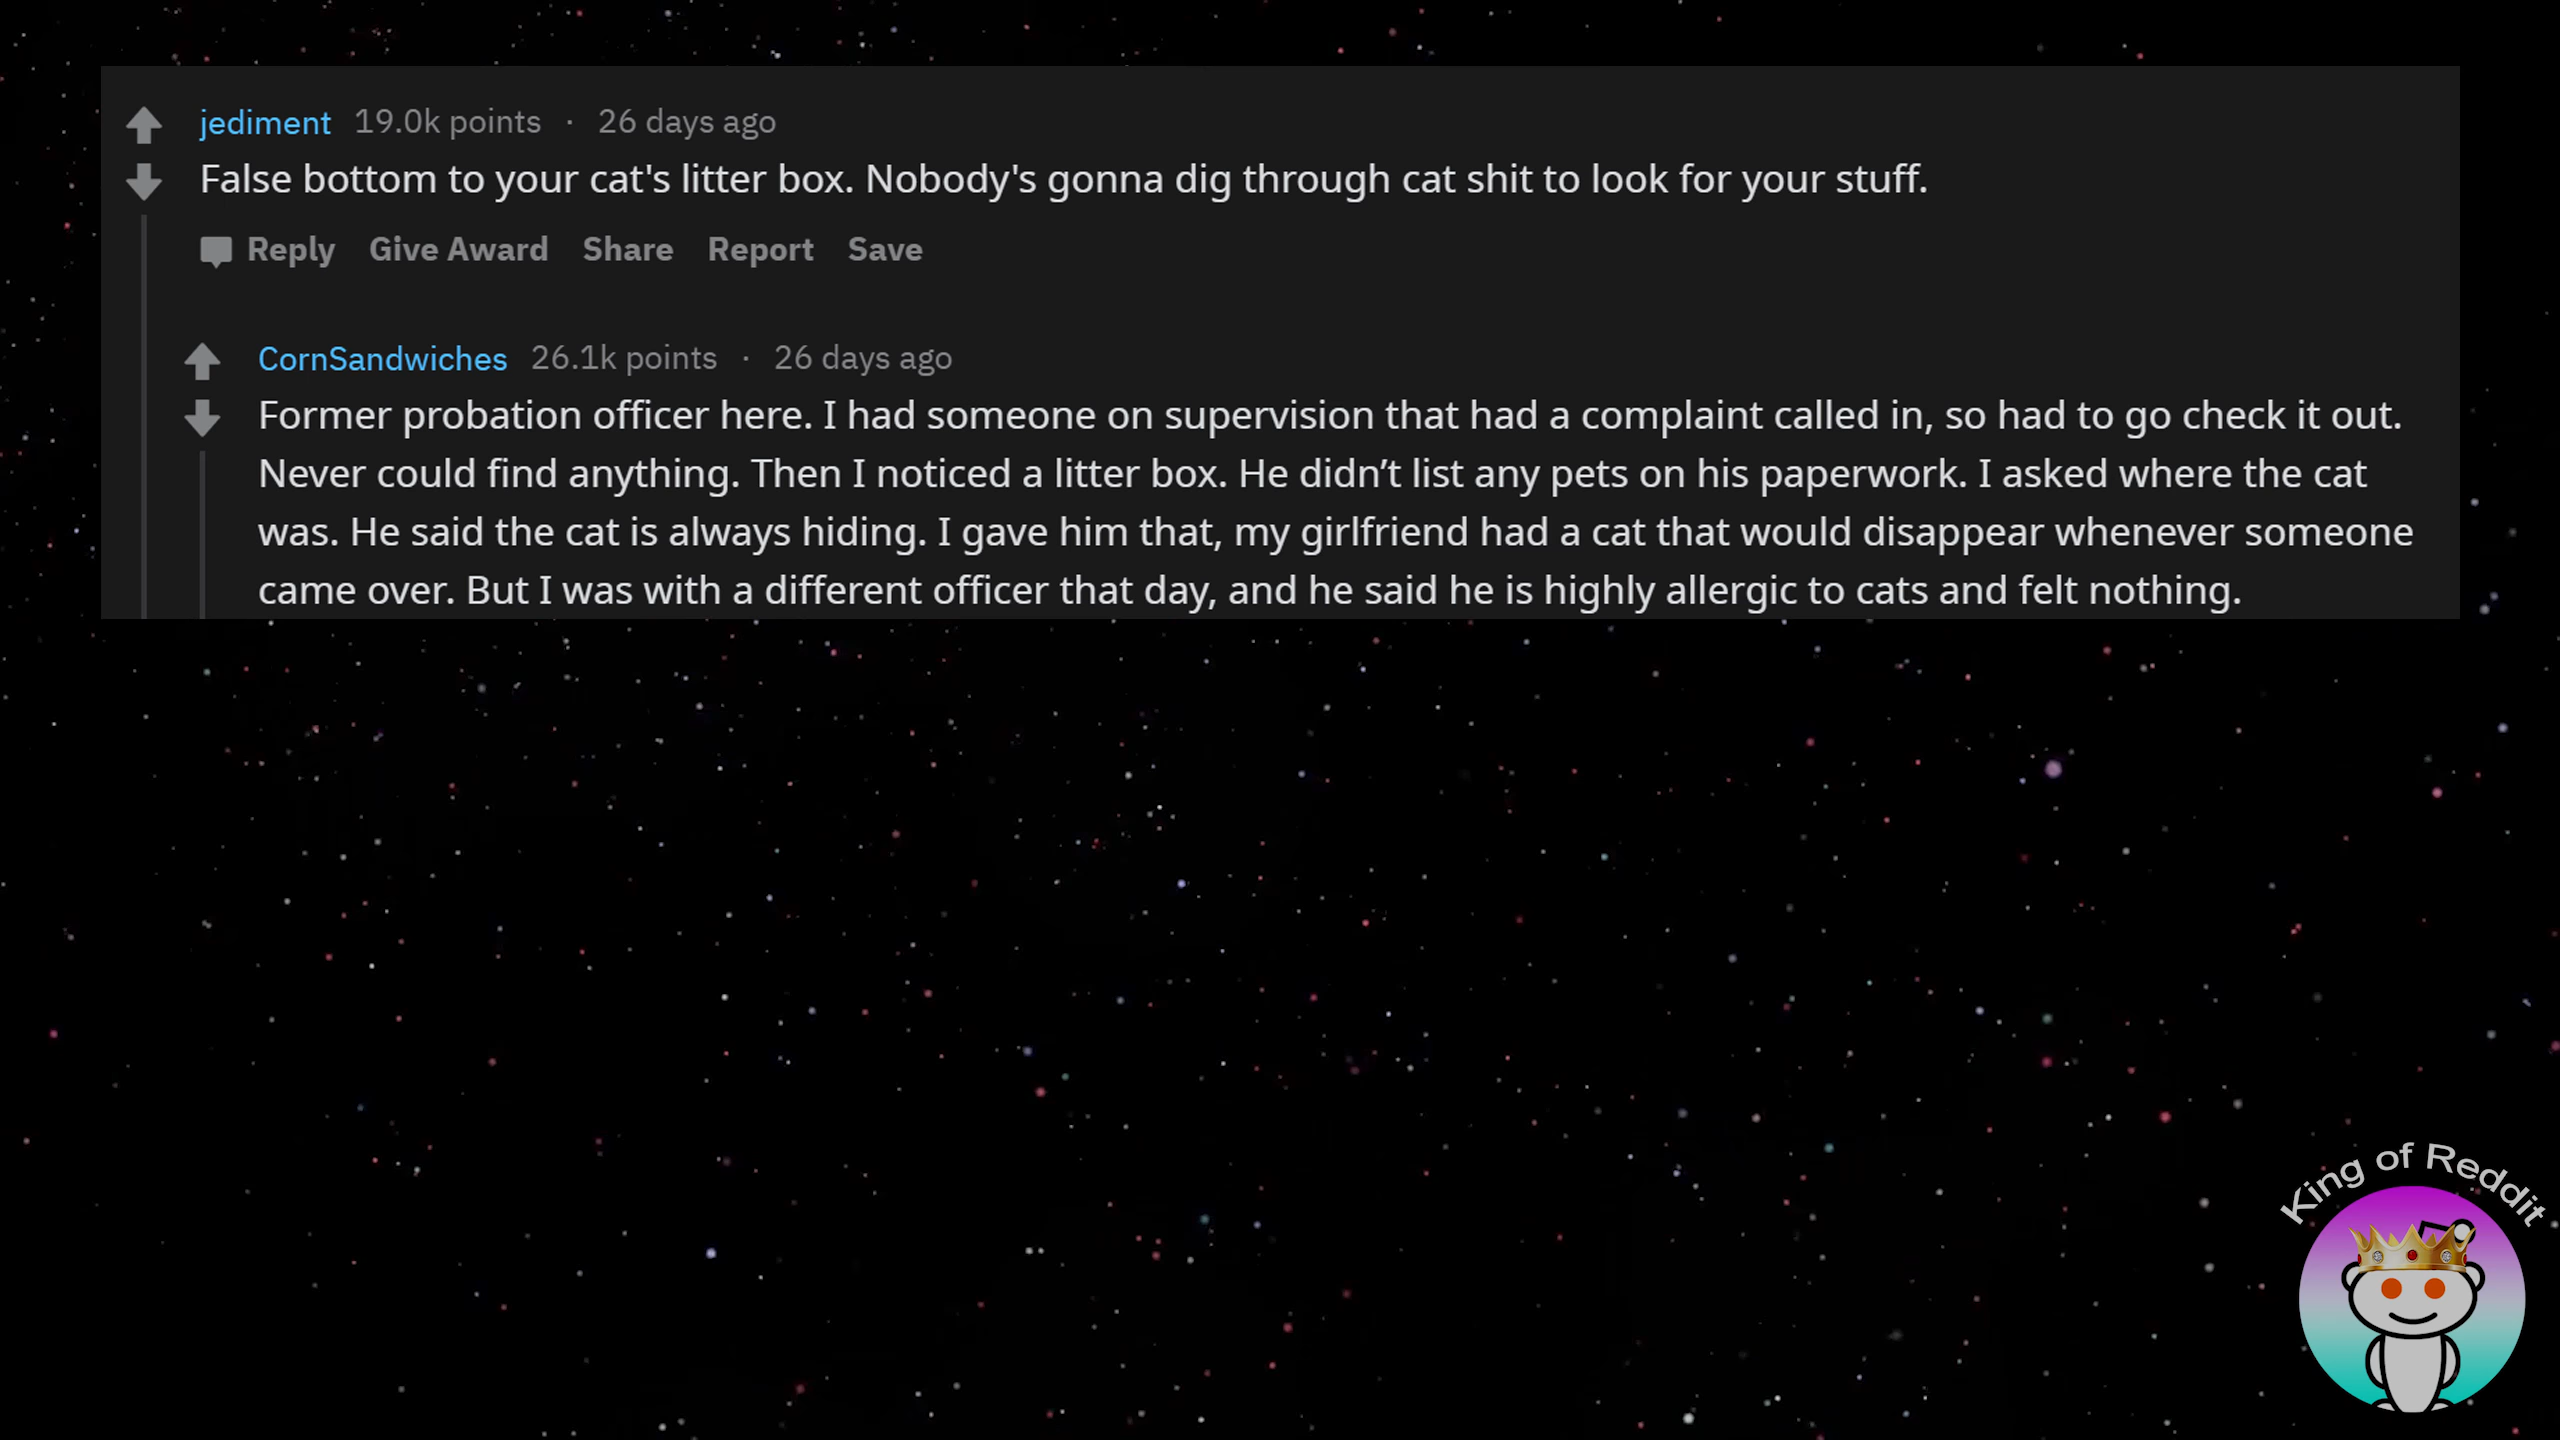 jediment 19.0k points · 26 days ago
False bottom to your cat's litter box. Nobody's gonna dig through cat shit to look for your stuff.
Reply Give Award Share Report Save
CornSandwiches 26.1k points · 26 days ago
Former probation officer here. I had someone on supervision that had a complaint called in, so had to go check it out.
Never could find anything. Then I noticed a litter box. He didn’t list any pets on his paperwork. I asked where the cat
was. He said the cat is always hiding. I gave him that, my girlfriend had a cat that would disappear whenever someone
came over. But I was with a different officer that day, and he said he is highly allergic to cats and felt nothing.
King of Reddit